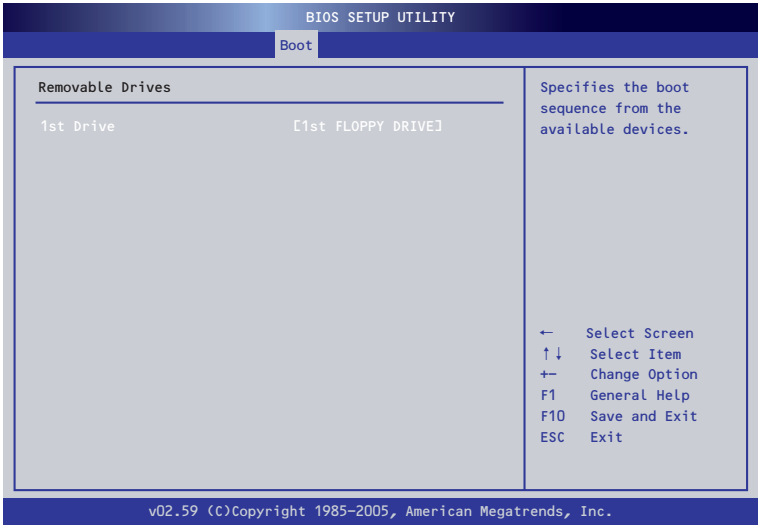 BIOS SETUP UTILITY
Boot
Removable Drives
1st Drive [1st FLOPPY DRIVE]
Specifies the boot
sequence from the
available devices.
← Select Screen
↑↓ Select Item
+- Change Option
F1 General Help
F10 Save and Exit
ESC Exit
v02.59 (C)Copyright 1985-2005, American Megatrends, Inc.